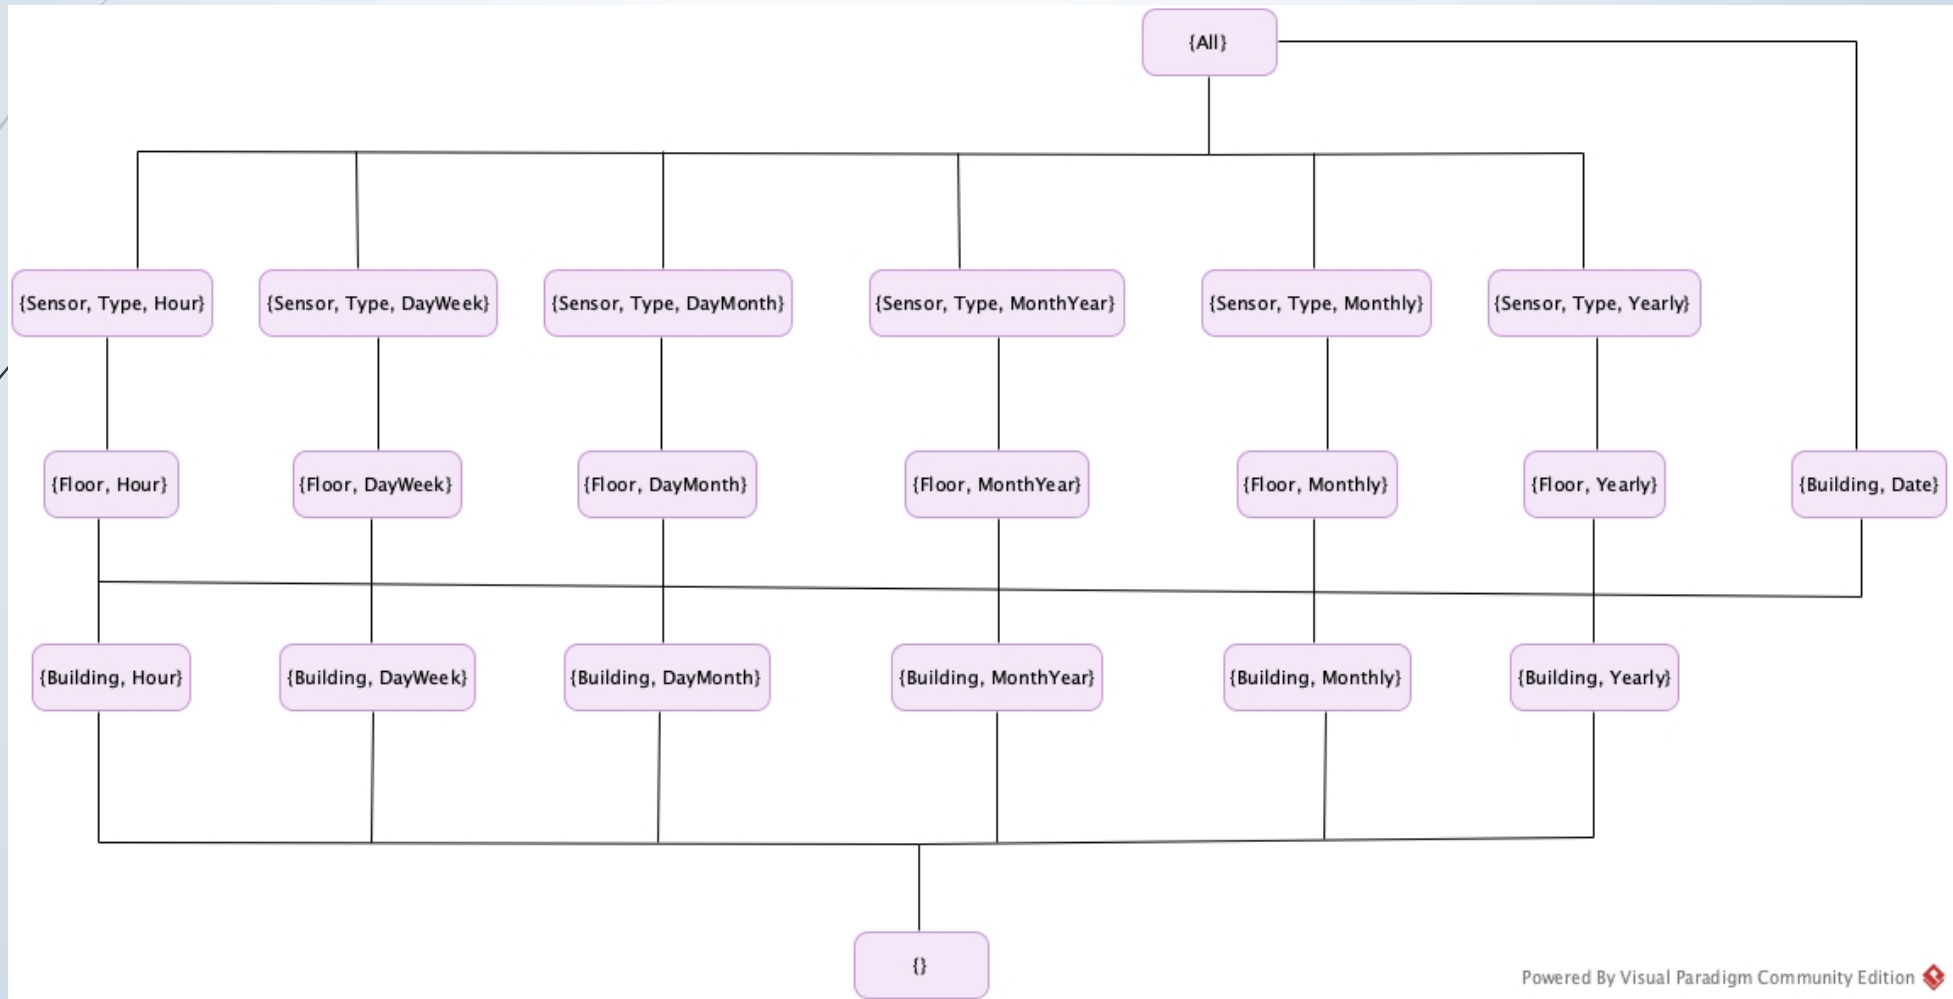 {All}
{Sensor, Type, Hour}
{Sensor, Type, DayWeek}
{Sensor, Type, DayMonth}
{Sensor, Type, MonthYear}
{Sensor, Type, Monthly}
{Sensor, Type, Yearly}
{Floor, Hour}
{Floor, DayWeek}
{Floor, DayMonth}
{Floor, MonthYear}
{Floor, Monthly}
{Floor, Yearly}
{Building, Date}
{Building, Hour}
{Building, DayWeek}
{Building, DayMonth}
{Building, MonthYear}
{Building, Monthly}
{Building, Yearly}
{}
Powered By Visual Paradigm Community Edition